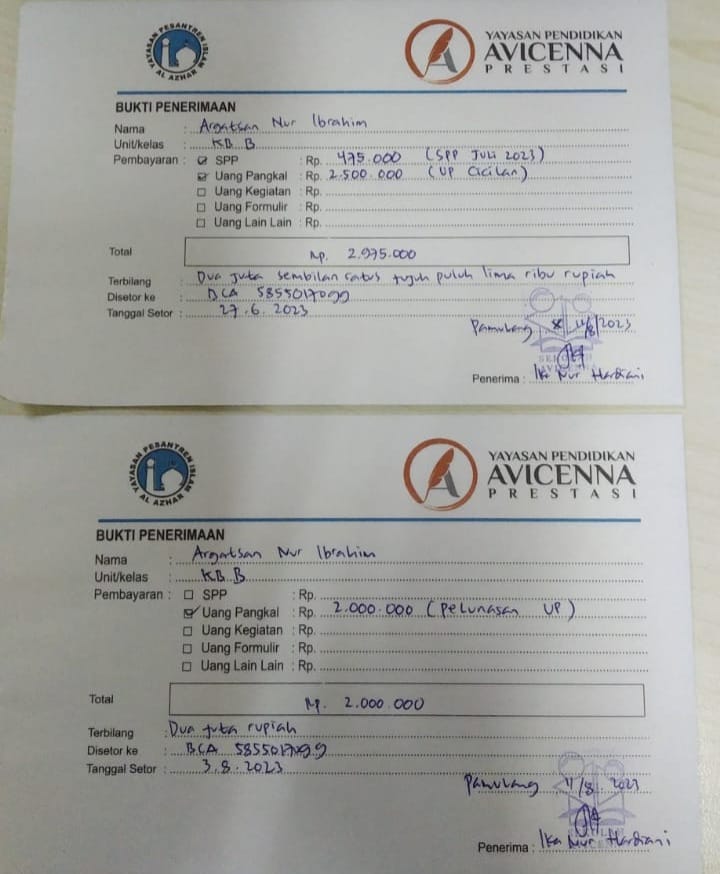 YAYASAN PESANTREN ISLAM
AL AZHAR
YAYASAN PENDIDIKAN
AVICENNA
PRESTASI
BUKTI PENERIMAAN
Nama : Argatsan Nur Ibrahim
Unit/kelas : KB B
Pembayaran : ☑ SPP : Rp. 475.000 (SPP Juli 2023)
☑ Uang Pangkal : Rp. 2.500.000 (UP Cicilan)
☐ Uang Kegiatan : Rp.
☐ Uang Formulir : Rp.
☐ Uang Lain Lain : Rp.
Total Rp. 2.975.000
Terbilang : Dua juta sembilan ratus tujuh puluh lima ribu rupiah
Disetor ke : BCA 5855017099
Tanggal Setor : 27.6.2023
Pamulang 11/8/2023
Penerima : Ika Nur Hardiani
YAYASAN PESANTREN ISLAM
AL AZHAR
YAYASAN PENDIDIKAN
AVICENNA
PRESTASI
BUKTI PENERIMAAN
Nama : Argatsan Nur Ibrahim
Unit/kelas : KB B
Pembayaran : ☐ SPP : Rp.
☑ Uang Pangkal : Rp. 2.000.000 (pelunasan UP)
☐ Uang Kegiatan : Rp.
☐ Uang Formulir : Rp.
☐ Uang Lain Lain : Rp.
Total Rp. 2.000.000
Terbilang : Dua juta rupiah
Disetor ke : BCA 5855017099
Tanggal Setor : 3.8.2023
Pamulang 11/8 2023
Penerima : Ika Nur Hardiani